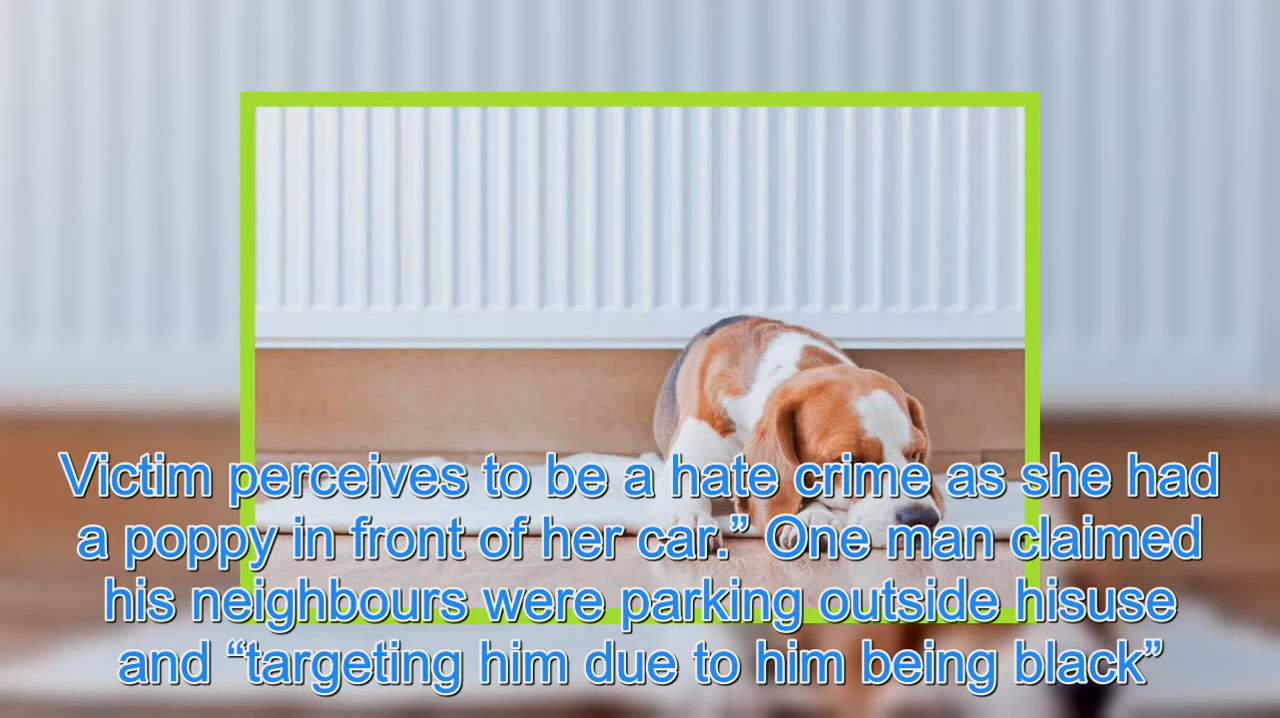 Victim perceives to be a hate crime as she had
a poppy in front of her car.” One man claimed
his neighbours were parking outside hisuse
and “targeting him due to him being black”